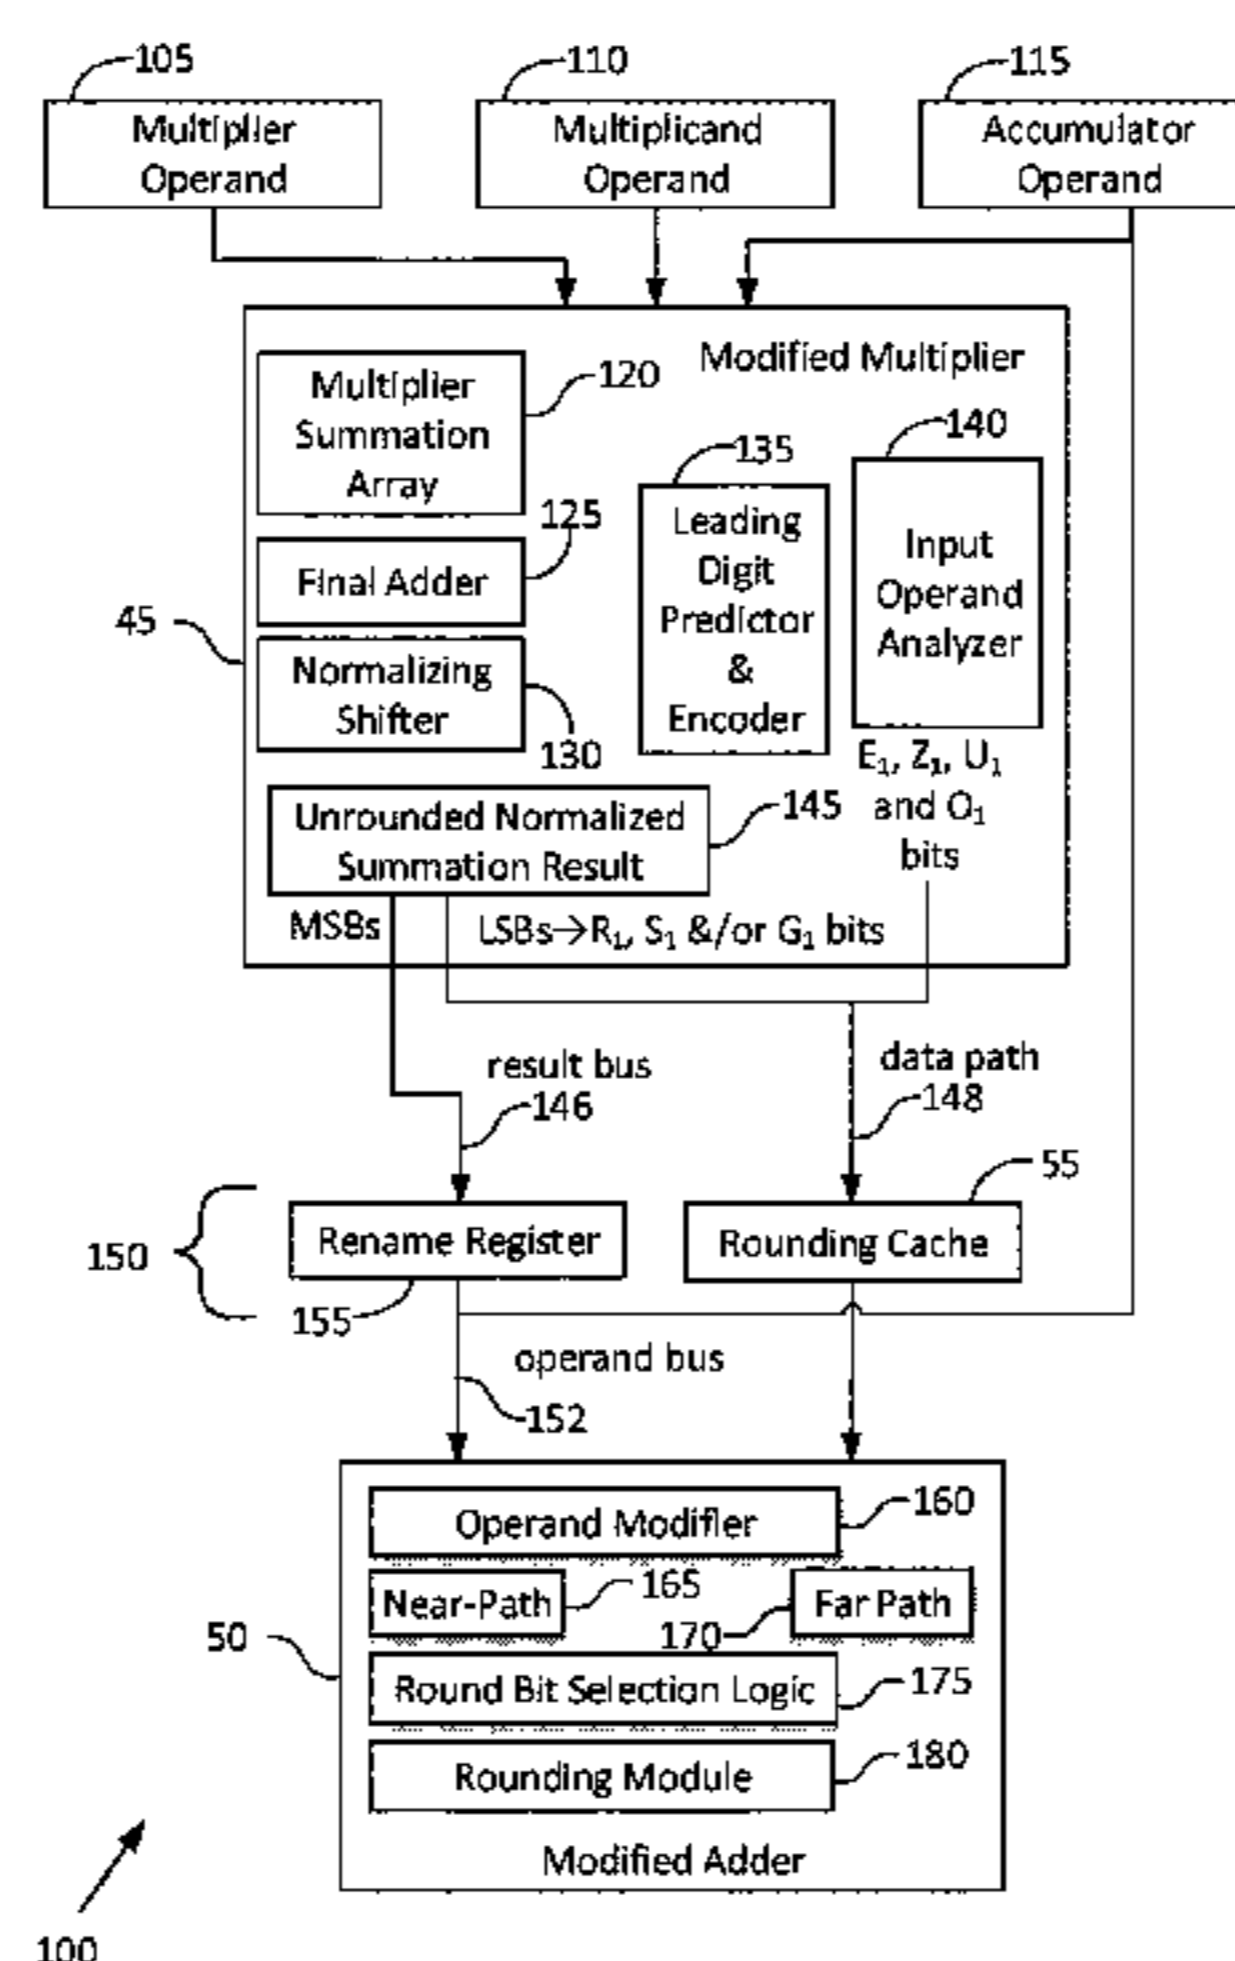 105
110
115
Multiplier
Operand
Multiplicand
Operand
Accumulator
Operand
Modified Multiplier
Multiplier
Summation
Array
120
135
140
Leading
Digit
Predictor
&
Encoder
Input
Operand
Analyzer
125
Final Adder
45
Normalizing
Shifter
130
E1, Z1, U1
and O1
bits
Unrounded Normalized
Summation Result
145
MSBs
LSBs→R1, S1 &/or G1 bits
result bus
146
data path
148
55
150
Rename Register
155
Rounding Cache
operand bus
152
Operand Modifier
160
Near-Path
165
170
Far Path
50
Round Bit Selection Logic
175
Rounding Module
180
Modified Adder
100